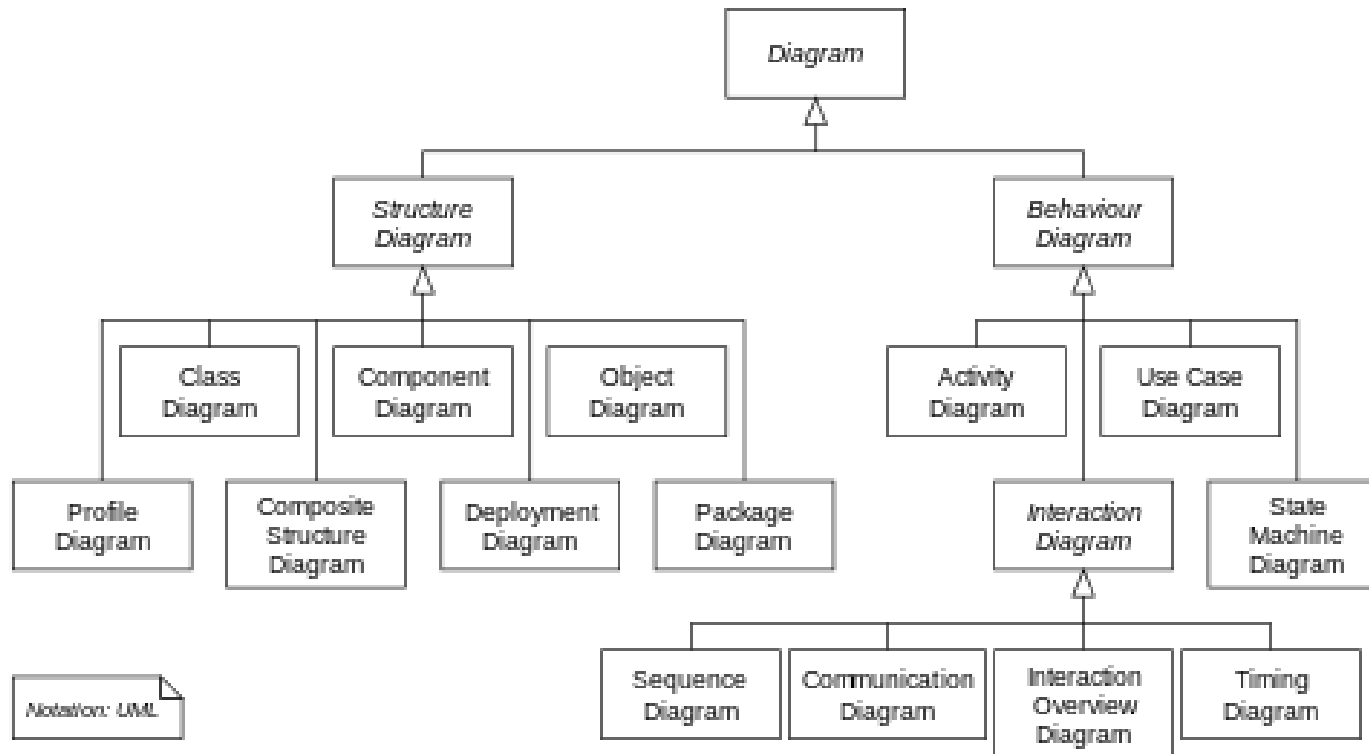 Diagram
Structure
Diagram
Behaviour
Diagram
Class
Diagram
Component
Diagram
Object
Diagram
Activity
Diagram
Use Case
Diagram
Profile
Diagram
Composite
Structure
Diagram
Deployment
Diagram
Package
Diagram
Interaction
Diagram
State
Machine
Diagram
Sequence
Diagram
Communication
Diagram
Interaction
Overview
Diagram
Timing
Diagram
Notation: UML